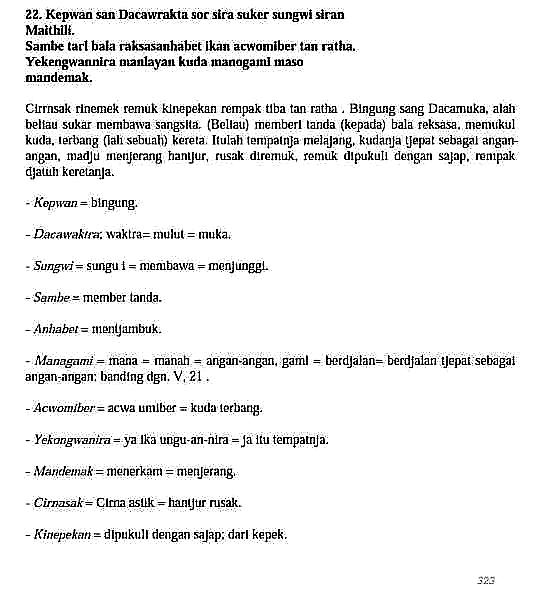 22. Kepwan san Dacawrakta sor sira suker sungwi siran
Maithili.
Sambe tarl bala raksasanhabet ikan acwomiber tan ratha.
Yekengwannira manlayan kuda manogami maso
mandemak.
Cirrnsak rinemek remuk kinepekan rempak tiba tan ratha . Bingung sang Dacamuka, alah
beliau sukar membawa sangsita. (Beliau) memberi tanda (kepada) bala reksasa, memukul
kuda, terbang (lah sebuah) kereta. Itulah tempatnja melajang, kudanja tjepat sebagai angan-
angan, madju menjerang hantjur, rusak diremuk, remuk dipukuli dengan sajap, rempak
djatuh keretanja.
- Kepwan = bingung.
- Dacawaktra; waktra= mulut = muka.
- Sungwi = sungu i = membawa = menjunggi.
- Sambe = member tanda.
- Anhabet = mentjambuk.
- Managami = mana = manah = angan-angan, gami = berdjalan= berdjalan tjepat sebagai
angan-angan; banding dgn. V, 21 .
- Acwomiber = acwa umiber = kuda terbang.
- Yekongwanira = ya ika ungu-an-nira = ja itu tempatnja.
- Mandemak = menerkam = menjerang.
- Cirnasak = Cirna asiik = hantjur rusak.
- Kinepekan = dipukuli dengan sajap; dari kepek.
323